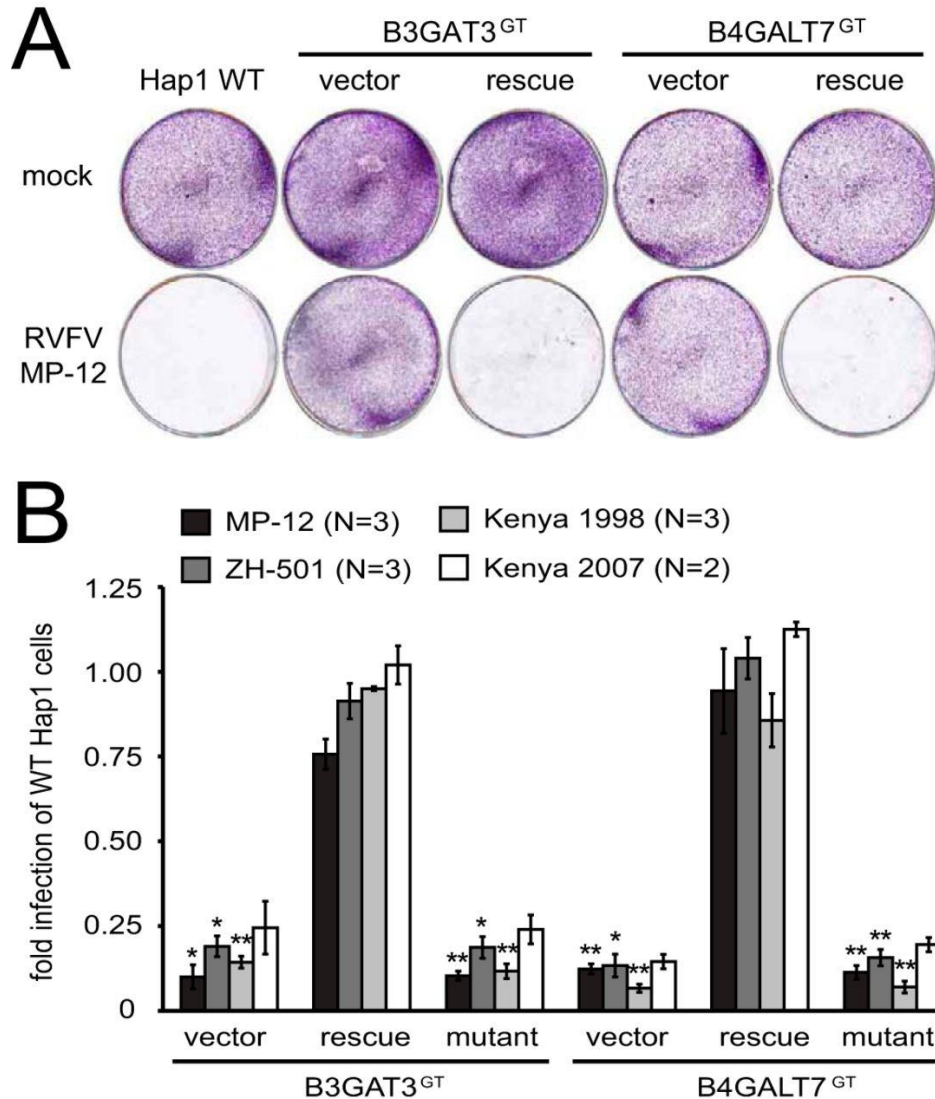 A
B3GAT3GT B4GALT7GT
Hap1 WT vector rescue vector rescue
mock
RVFV
MP-12
B
MP-12 (N=3) Kenya 1998 (N=3)
ZH-501 (N=3) Kenya 2007 (N=2)
fold infection of WT Hap1 cells
1.25
1.00
0.75
0.50
0.25
0
* * ** ** * ** ** * ** ** ** **
vector rescue mutant vector rescue mutant
B3GAT3GT B4GALT7GT